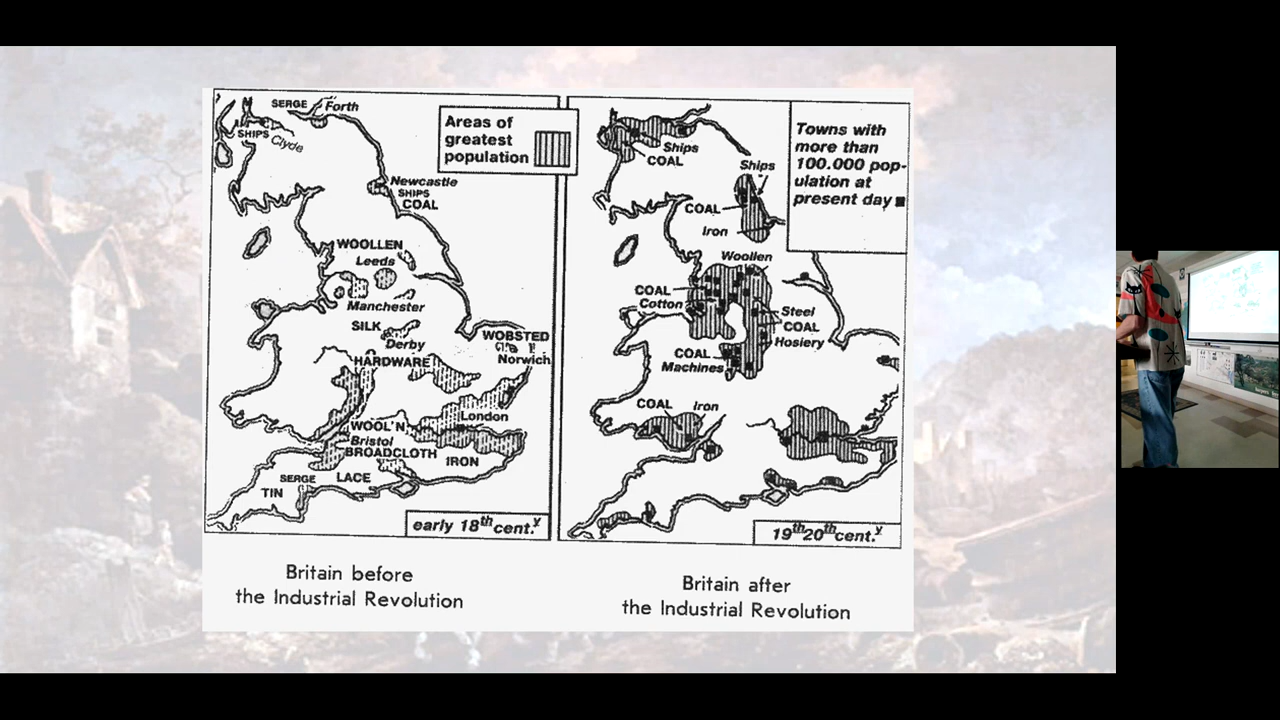 SERGE Forth
SHIPS Clyde
Areas of
greatest
population
Newcastle
SHIPS
COAL
WOOLLEN
Leeds
Manchester
SILK
Derby
WOBSTED
Norwich
HARDWARE
London
WOOL'N
Bristol
BROADCLOTH
IRON
SERGE
LACE
TIN
early 18th cent.y
Britain before
the Industrial Revolution
Ships
COAL
Towns with
more than
100.000 pop-
ulation at
present day
Ships
COAL
Iron
Woollen
COAL
Cotton
Steel
COAL
Hosiery
COAL
Machines
COAL
Iron
19th20th cent.y
Britain after
the Industrial Revolution